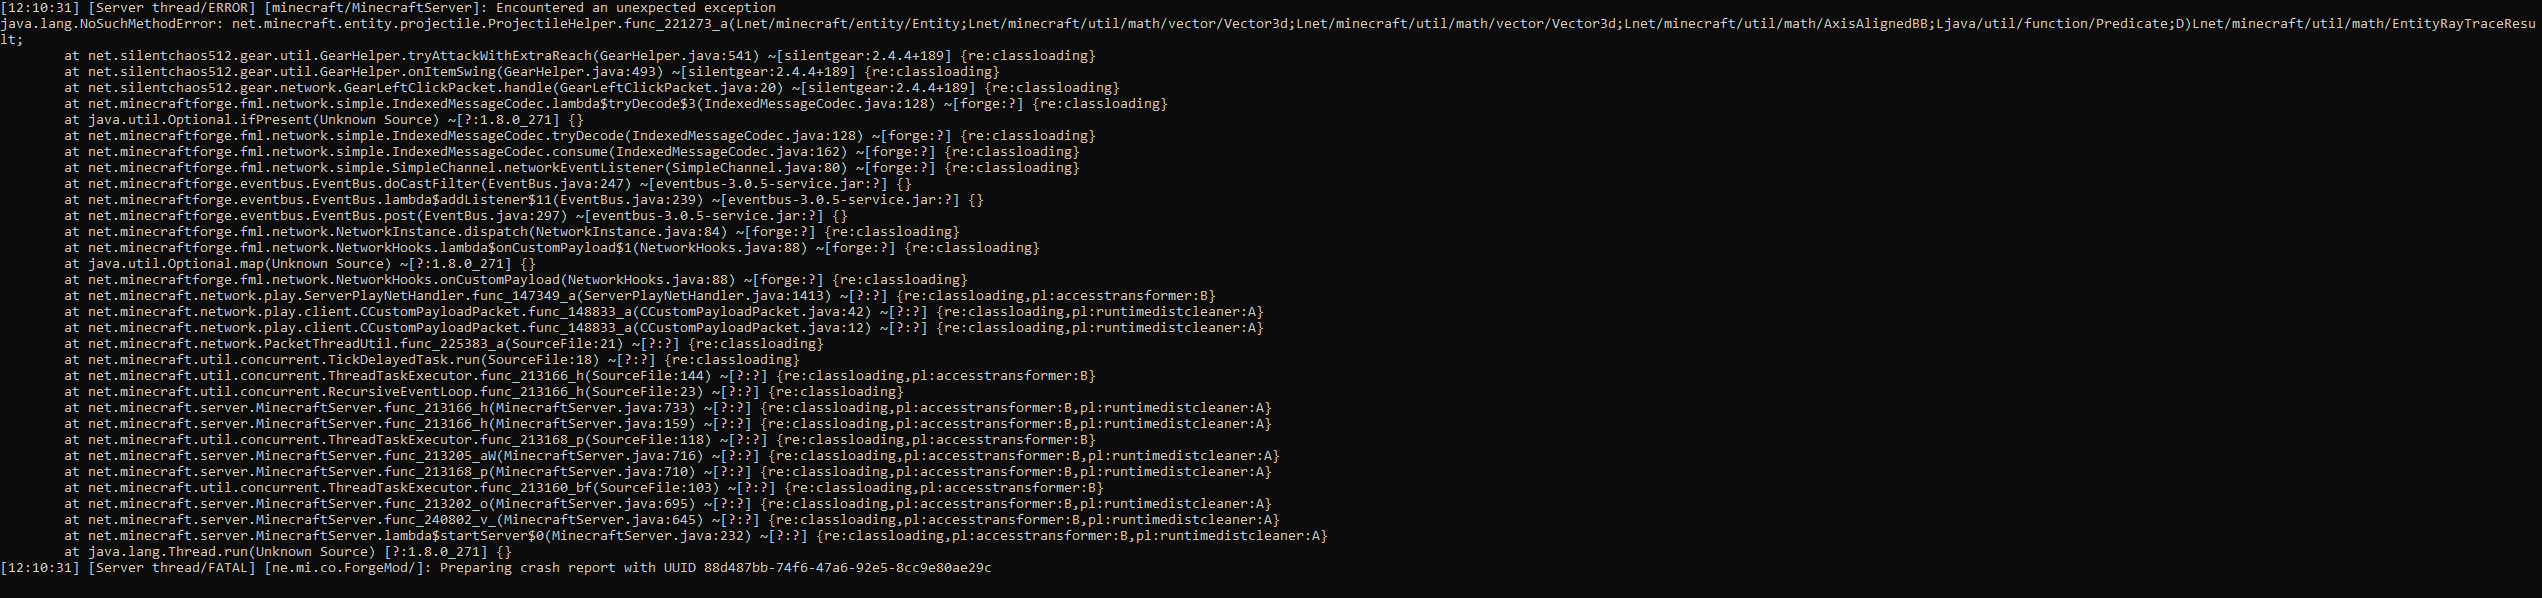 [12:10:31] [Server thread/ERROR] [minecraft/MinecraftServer]: Encountered an unexpected exception
java.lang.NoSuchMethodError: net.minecraft.entity.projectile.ProjectileHelper.func_221273_a(Lnet/minecraft/entity/Entity;Lnet/minecraft/util/math/vector/Vector3d;Lnet/minecraft/util/math/vector/Vector3d;Lnet/minecraft/util/math/AxisAlignedBB;Ljava/util/function/Predicate;D)Lnet/minecraft/util/math/EntityRayTraceResu
lt;
at net.silentchaos512.gear.util.GearHelper.tryAttackWithExtraReach(GearHelper.java:541) ~[silentgear:2.4.4+189] {re:classloading}
at net.silentchaos512.gear.util.GearHelper.onItemSwing(GearHelper.java:493) ~[silentgear:2.4.4+189] {re:classloading}
at net.silentchaos512.gear.network.GearLeftClickPacket.handle(GearLeftClickPacket.java:20) ~[silentgear:2.4.4+189] {re:classloading}
at net.minecraftforge.fml.network.simple.IndexedMessageCodec.lambda$tryDecode$3(IndexedMessageCodec.java:128) ~[forge:?] {re:classloading}
at java.util.Optional.ifPresent(Unknown Source) ~[?:1.8.0_271] {}
at net.minecraftforge.fml.network.simple.IndexedMessageCodec.tryDecode(IndexedMessageCodec.java:128) ~[forge:?] {re:classloading}
at net.minecraftforge.fml.network.simple.IndexedMessageCodec.consume(IndexedMessageCodec.java:162) ~[forge:?] {re:classloading}
at net.minecraftforge.fml.network.simple.SimpleChannel.networkEventListener(SimpleChannel.java:80) ~[forge:?] {re:classloading}
at net.minecraftforge.eventbus.EventBus.doCastFilter(EventBus.java:247) ~[eventbus-3.0.5-service.jar:?] {}
at net.minecraftforge.eventbus.EventBus.lambda$addListener$11(EventBus.java:239) ~[eventbus-3.0.5-service.jar:?] {}
at net.minecraftforge.eventbus.EventBus.post(EventBus.java:297) ~[eventbus-3.0.5-service.jar:?] {}
at net.minecraftforge.fml.network.NetworkInstance.dispatch(NetworkInstance.java:84) ~[forge:?] {re:classloading}
at net.minecraftforge.fml.network.NetworkHooks.lambda$onCustomPayload$1(NetworkHooks.java:88) ~[forge:?] {re:classloading}
at java.util.Optional.map(Unknown Source) ~[?:1.8.0_271] {}
at net.minecraftforge.fml.network.NetworkHooks.onCustomPayload(NetworkHooks.java:88) ~[forge:?] {re:classloading}
at net.minecraft.network.play.ServerPlayNetHandler.func_147349_a(ServerPlayNetHandler.java:1413) ~[?:?] {re:classloading,pl:accesstransformer:B}
at net.minecraft.network.play.client.CCustomPayloadPacket.func_148833_a(CCustomPayloadPacket.java:42) ~[?:?] {re:classloading,pl:runtimedistcleaner:A}
at net.minecraft.network.play.client.CCustomPayloadPacket.func_148833_a(CCustomPayloadPacket.java:12) ~[?:?] {re:classloading,pl:runtimedistcleaner:A}
at net.minecraft.network.PacketThreadUtil.func_225383_a(SourceFile:21) ~[?:?] {re:classloading}
at net.minecraft.util.concurrent.TickDelayedTask.run(SourceFile:18) ~[?:?] {re:classloading}
at net.minecraft.util.concurrent.ThreadTaskExecutor.func_213166_h(SourceFile:144) ~[?:?] {re:classloading,pl:accesstransformer:B}
at net.minecraft.util.concurrent.RecursiveEventLoop.func_213166_h(SourceFile:23) ~[?:?] {re:classloading}
at net.minecraft.server.MinecraftServer.func_213166_h(MinecraftServer.java:733) ~[?:?] {re:classloading,pl:accesstransformer:B,pl:runtimedistcleaner:A}
at net.minecraft.server.MinecraftServer.func_213166_h(MinecraftServer.java:159) ~[?:?] {re:classloading,pl:accesstransformer:B,pl:runtimedistcleaner:A}
at net.minecraft.util.concurrent.ThreadTaskExecutor.func_213168_p(SourceFile:118) ~[?:?] {re:classloading,pl:accesstransformer:B}
at net.minecraft.server.MinecraftServer.func_213205_aW(MinecraftServer.java:716) ~[?:?] {re:classloading,pl:accesstransformer:B,pl:runtimedistcleaner:A}
at net.minecraft.server.MinecraftServer.func_213168_p(MinecraftServer.java:710) ~[?:?] {re:classloading,pl:accesstransformer:B,pl:runtimedistcleaner:A}
at net.minecraft.util.concurrent.ThreadTaskExecutor.func_213160_bf(SourceFile:103) ~[?:?] {re:classloading,pl:accesstransformer:B}
at net.minecraft.server.MinecraftServer.func_213202_o(MinecraftServer.java:695) ~[?:?] {re:classloading,pl:accesstransformer:B,pl:runtimedistcleaner:A}
at net.minecraft.server.MinecraftServer.func_240802_v_(MinecraftServer.java:645) ~[?:?] {re:classloading,pl:accesstransformer:B,pl:runtimedistcleaner:A}
at net.minecraft.server.MinecraftServer.lambda$startServer$0(MinecraftServer.java:232) ~[?:?] {re:classloading,pl:accesstransformer:B,pl:runtimedistcleaner:A}
at java.lang.Thread.run(Unknown Source) [?:1.8.0_271] {}
[12:10:31] [Server thread/FATAL] [ne.mi.co.ForgeMod/]: Preparing crash report with UUID 88d487bb-74f6-47a6-92e5-8cc9e80ae29c